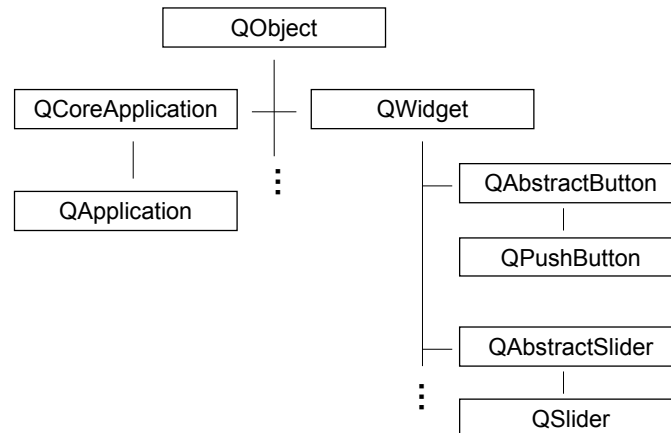 QObject
QCoreApplication
QWidget
QApplication
QAbstractButton
QPushButton
QAbstractSlider
QSlider